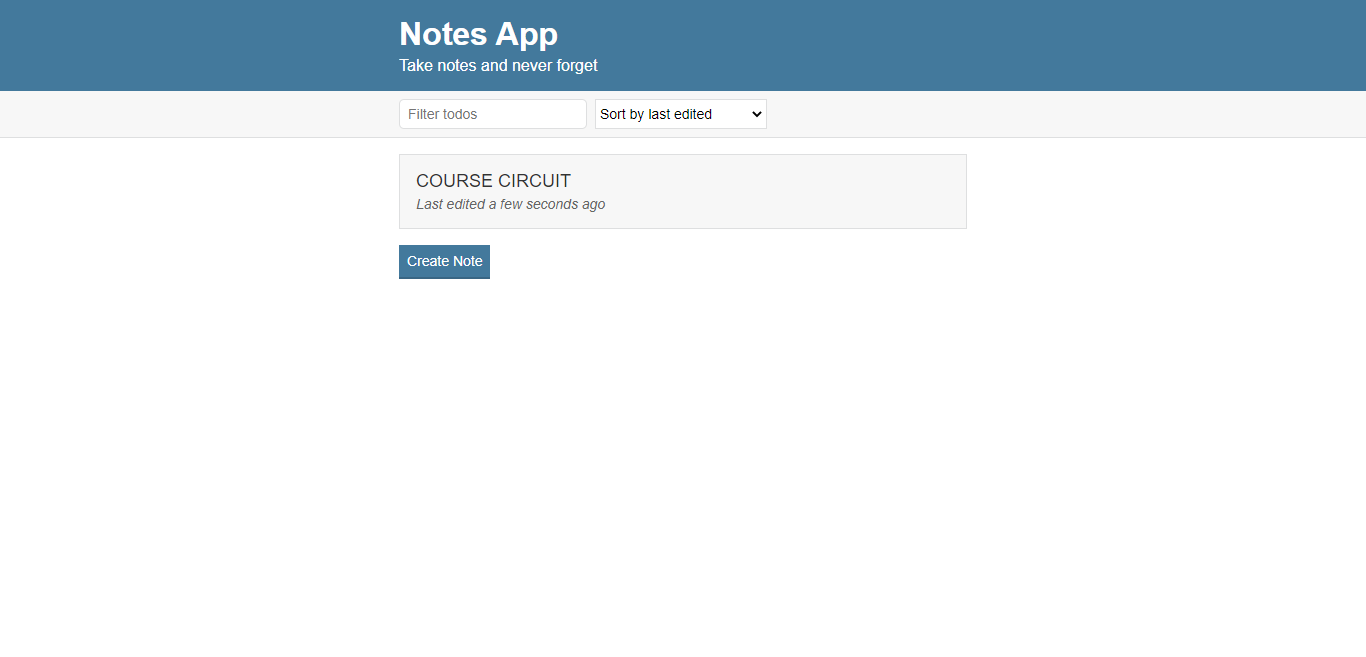 Notes App
Take notes and never forget
Filter todos
Sort by last edited
COURSE CIRCUIT
Last edited a few seconds ago
Create Note